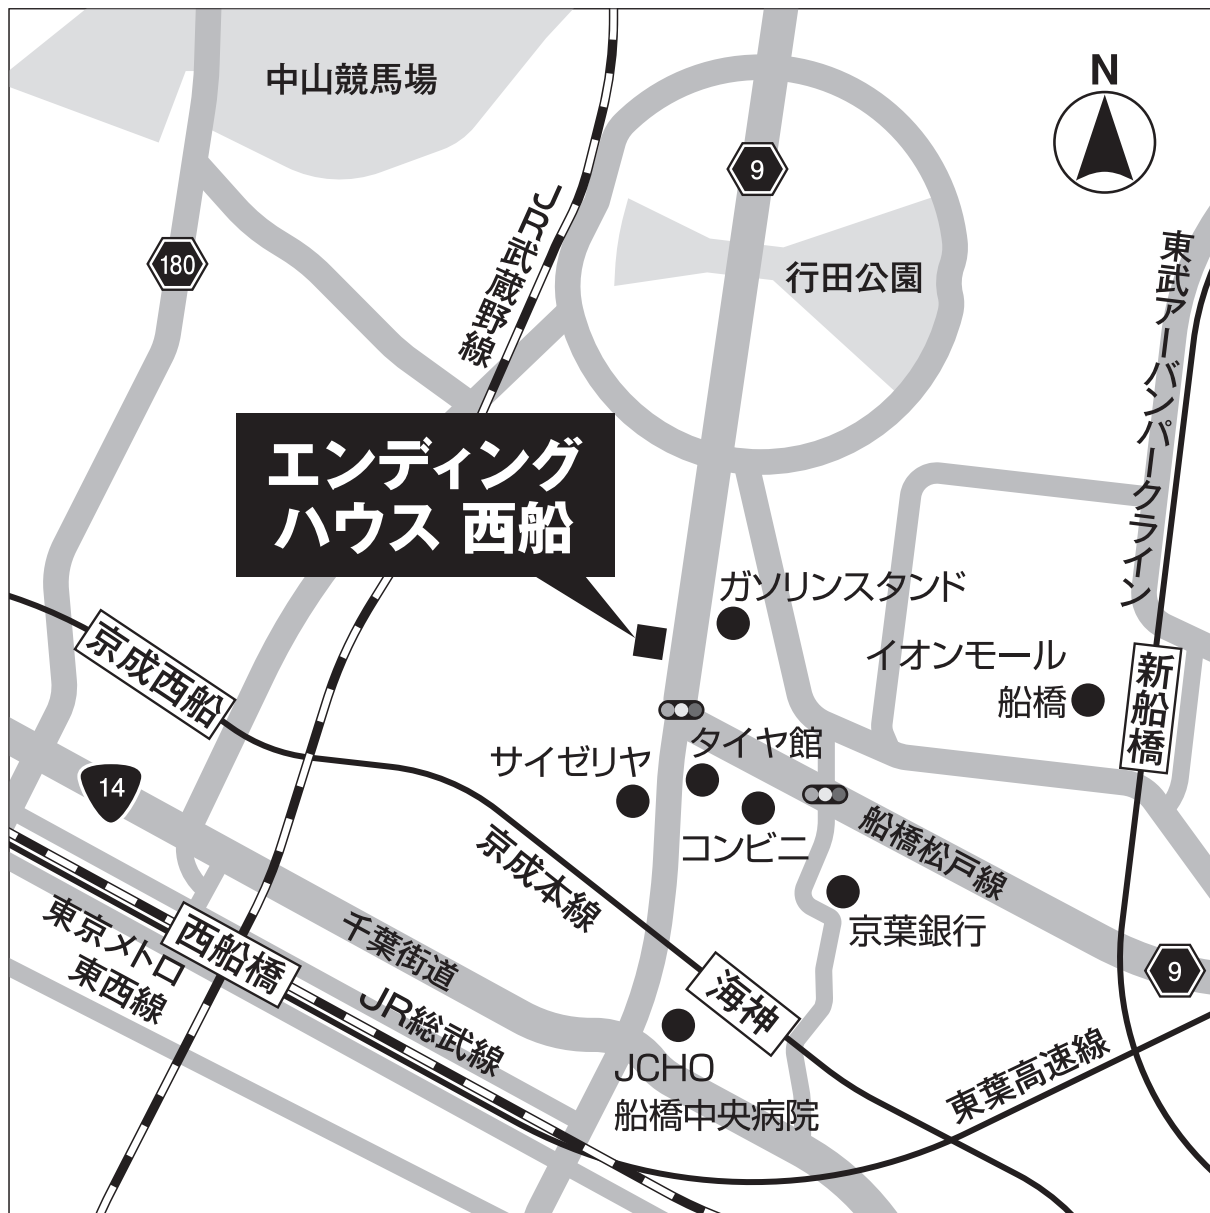 中山競馬場
N
9
180
JR武蔵野線
行田公園
東武アーバンパークライン
エンディング
ハウス 西船
ガソリンスタンド
イオンモール
船橋
新船橋
京成西船
タイヤ館
サイゼリヤ
14
コンビニ
船橋松戸線
京成本線
京葉銀行
千葉街道
西船橋
東京メトロ
東西線
JR総武線
海神
9
JCHO
船橋中央病院
東葉高速線